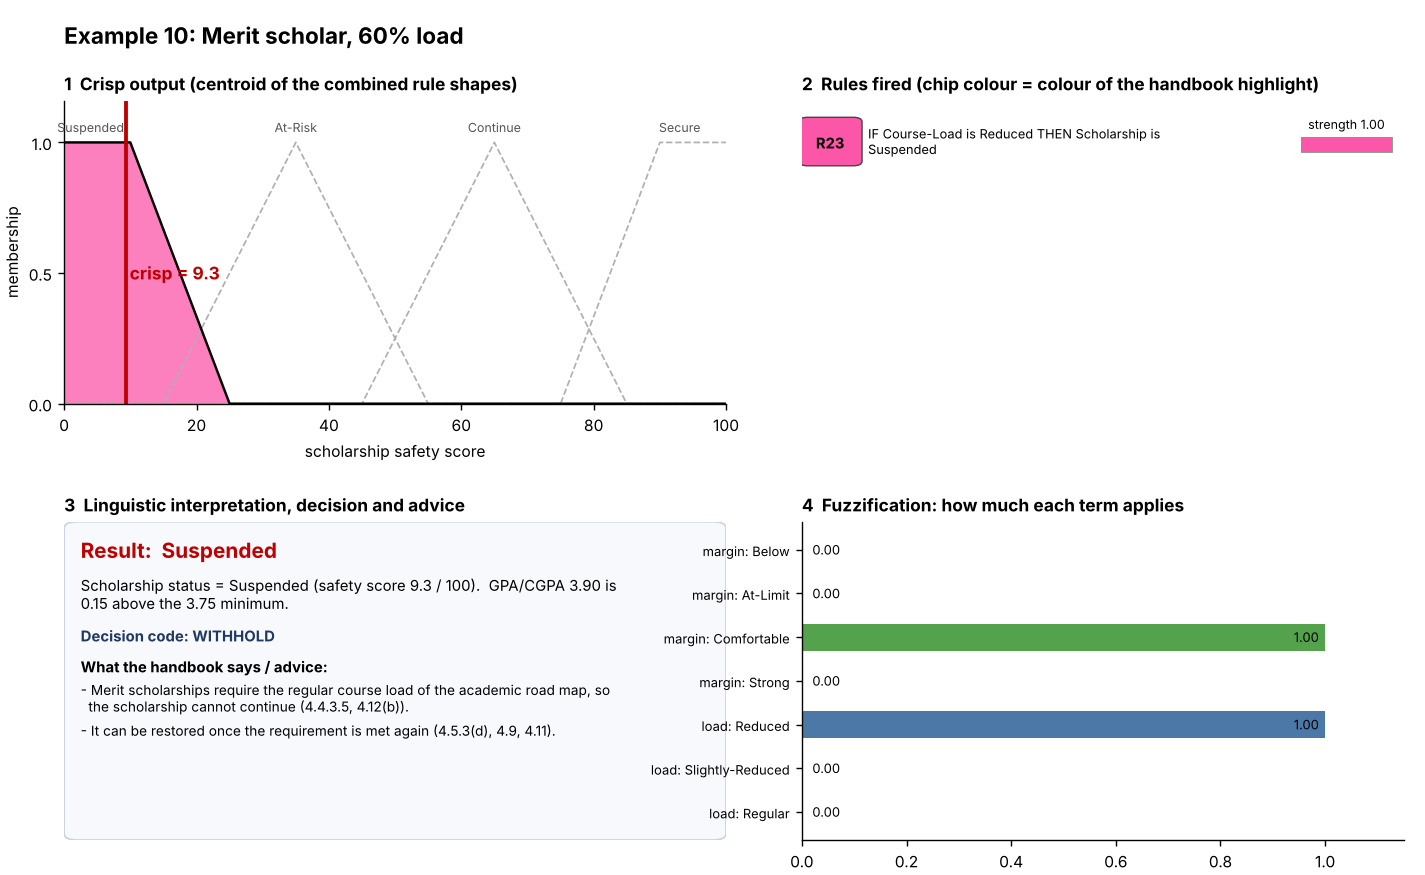 Example 10: Merit scholar, 60% load
1 Crisp output (centroid of the combined rule shapes)
Suspended
At-Risk
Continue
Secure
1.0
0.5
0.0
membership
crisp = 9.3
0
20
40
60
80
100
scholarship safety score
2 Rules fired (chip colour = colour of the handbook highlight)
R23
IF Course-Load is Reduced THEN Scholarship is
Suspended
strength 1.00
3 Linguistic interpretation, decision and advice
Result: Suspended
Scholarship status = Suspended (safety score 9.3 / 100). GPA/CGPA 3.90 is
0.15 above the 3.75 minimum.
Decision code: WITHHOLD
What the handbook says / advice:
- Merit scholarships require the regular course load of the academic road map, so
the scholarship cannot continue (4.4.3.5, 4.12(b)).
- It can be restored once the requirement is met again (4.5.3(d), 4.9, 4.11).
4 Fuzzification: how much each term applies
margin: Below 0.00
margin: At-Limit 0.00
margin: Comfortable 1.00
margin: Strong 0.00
load: Reduced 1.00
load: Slightly-Reduced 0.00
load: Regular 0.00
0.0
0.2
0.4
0.6
0.8
1.0